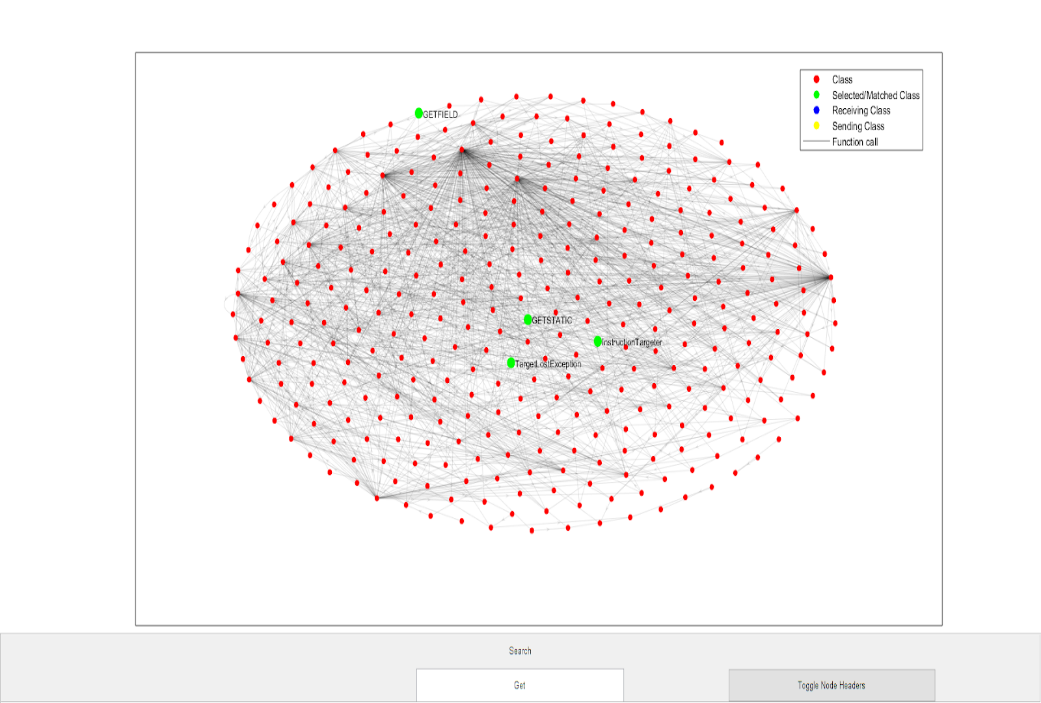 Class
Selected/Matched Class
Receiving Class
Sending Class
Function call
GETFIELD
GETSTATIC
InstructionTargeter
TargetLostException
Search
Get
Toggle Node Headers